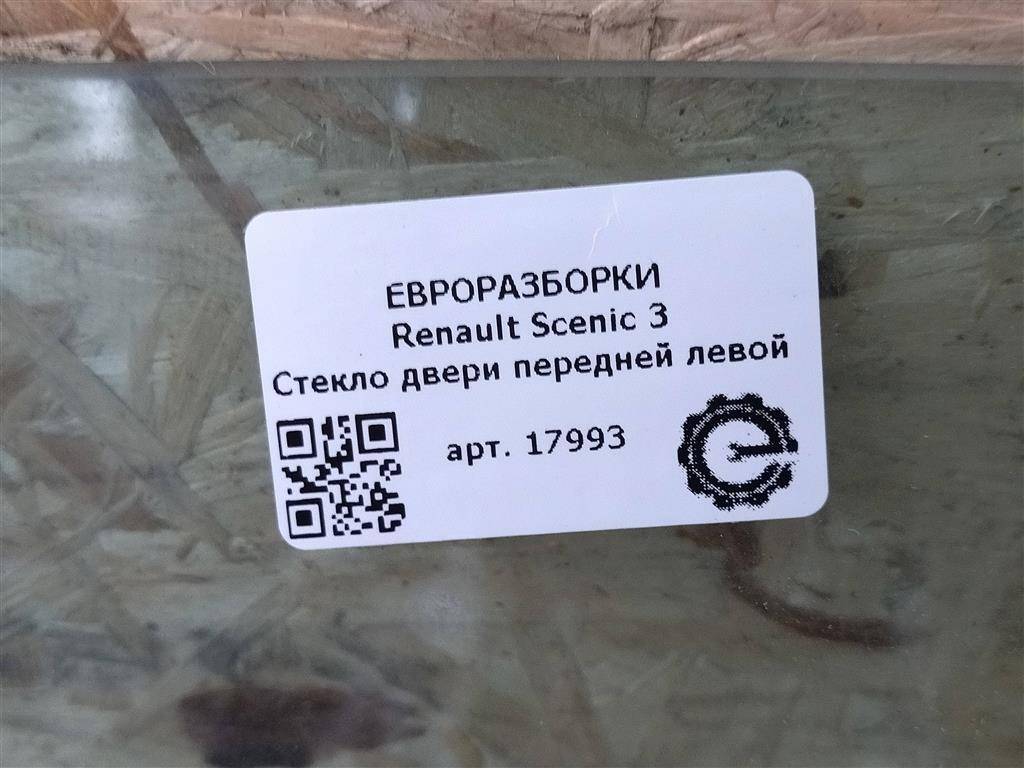 ЕВРОРАЗБОРКИ
Renault Scenic 3
Стекло двери передней левой
арт. 17993